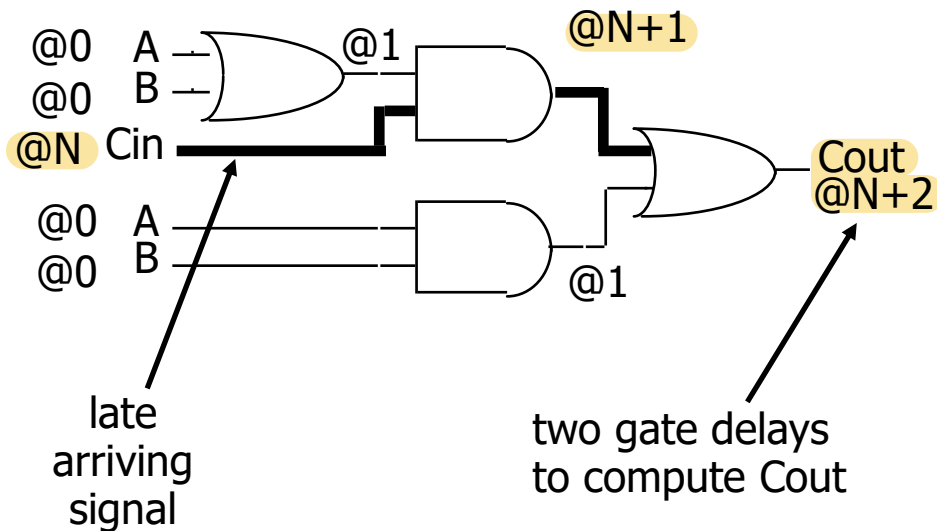 @N+1
@0 A @1
@0 B
@N Cin
Cout
@N+2
@0 A
@0 B
@1
late
arriving
signal
two gate delays
to compute Cout